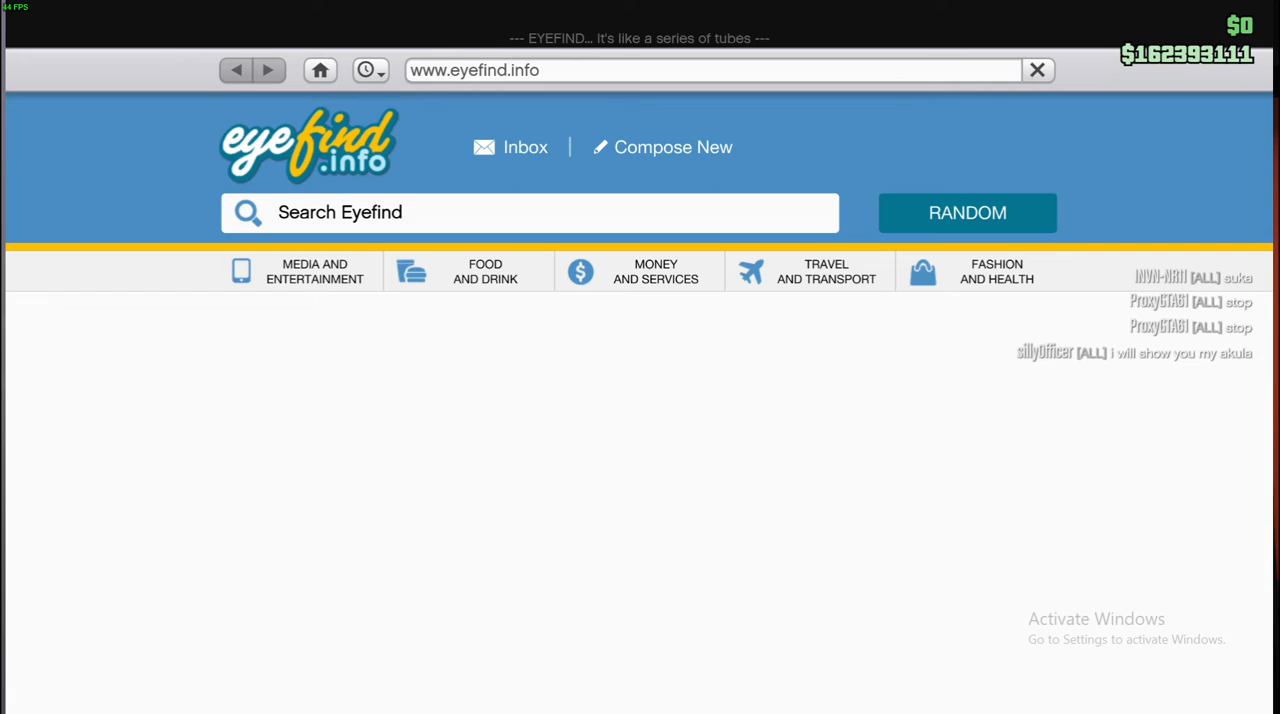 44 FPS
--- EYEFIND... It's like a series of tubes ---
$0
$162393111
www.eyefind.info
eyefind.info
Inbox | Compose New
Search Eyefind
RANDOM
MEDIA AND ENTERTAINMENT
FOOD AND DRINK
MONEY AND SERVICES
TRAVEL AND TRANSPORT
FASHION AND HEALTH
INVN-NR11 [ALL] suka
ProxyGTA61 [ALL] stop
ProxyGTA61 [ALL] stop
sillyOfficer [ALL] i will show you my akula
Activate Windows
Go to Settings to activate Windows.